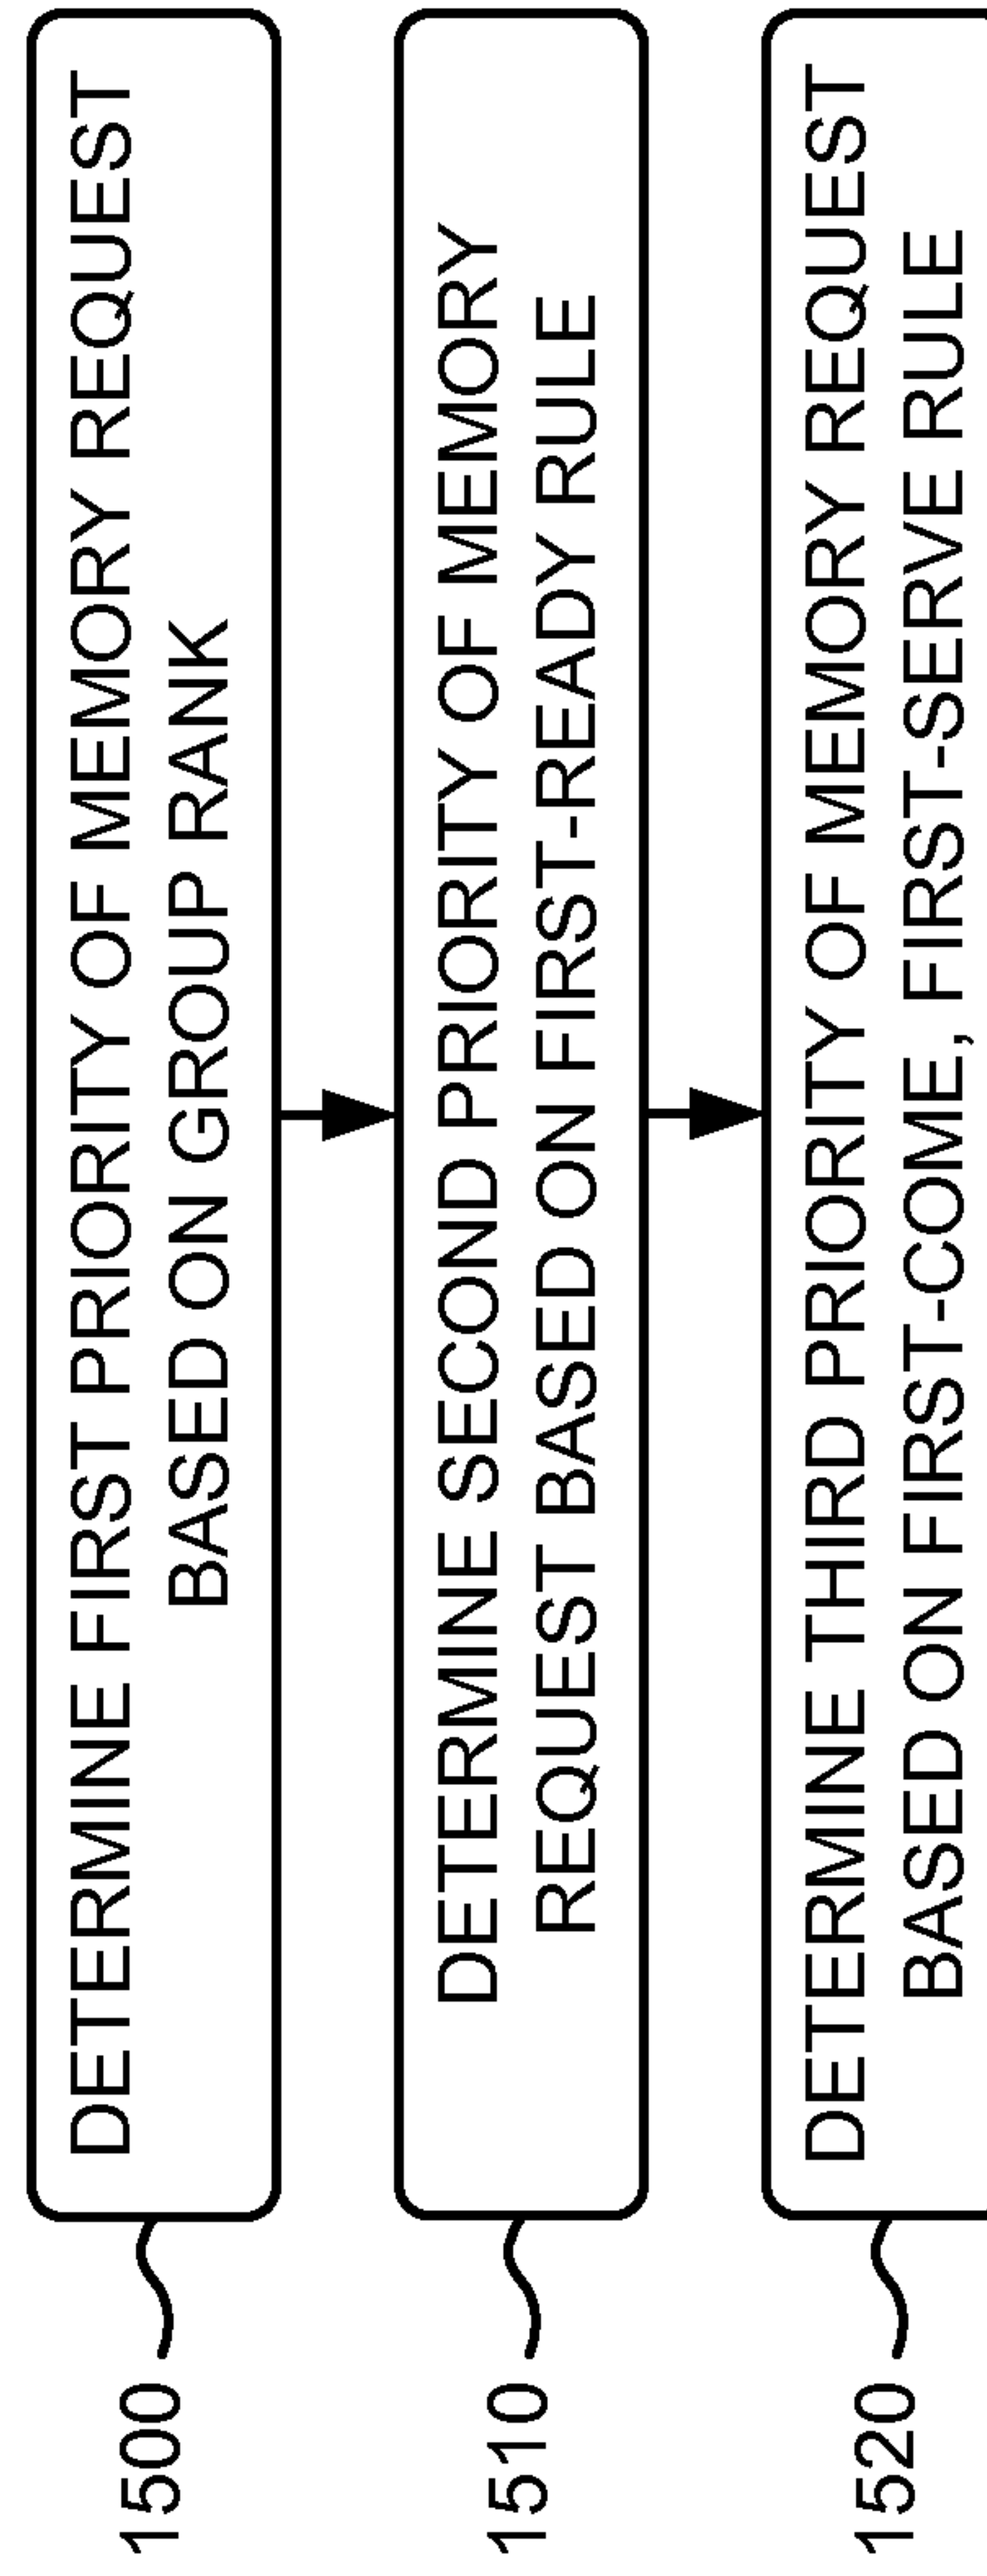 DETERMINE FIRST PRIORITY OF MEMORY REQUEST
BASED ON GROUP RANK
1500
DETERMINE SECOND PRIORITY OF MEMORY
REQUEST BASED ON FIRST-READY RULE
1510
DETERMINE THIRD PRIORITY OF MEMORY REQUEST
BASED ON FIRST-COME, FIRST-SERVE RULE
1520